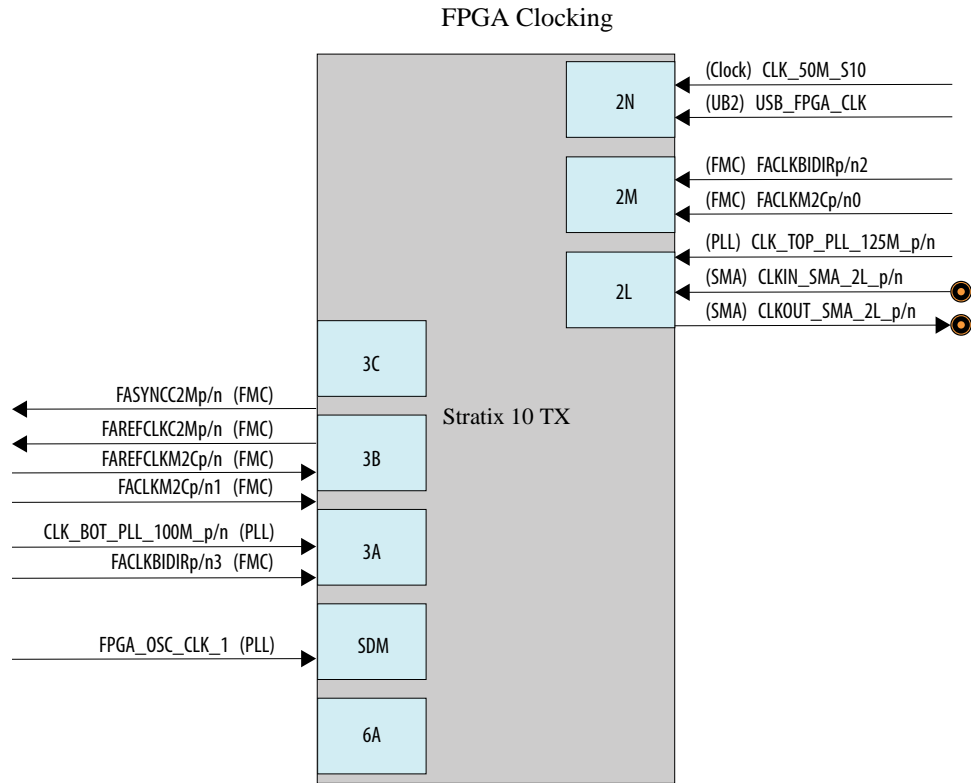 FPGA Clocking
(Clock) CLK_50M_S10
2N
(UB2) USB_FPGA_CLK
(FMC) FACLKBIDIRp/n2
2M
(FMC) FACLKM2Cp/n0
(PLL) CLK_TOP_PLL_125M_p/n
2L
(SMA) CLKIN_SMA_2L_p/n
(SMA) CLKOUT_SMA_2L_p/n
3C
FASYNCC2Mp/n (FMC)
Stratix 10 TX
FAREFCLKC2Mp/n (FMC)
3B
FAREFCLKM2Cp/n (FMC)
FACLKM2Cp/n1 (FMC)
CLK_BOT_PLL_100M_p/n (PLL)
3A
FACLKBIDIRp/n3 (FMC)
FPGA_OSC_CLK_1 (PLL)
SDM
6A